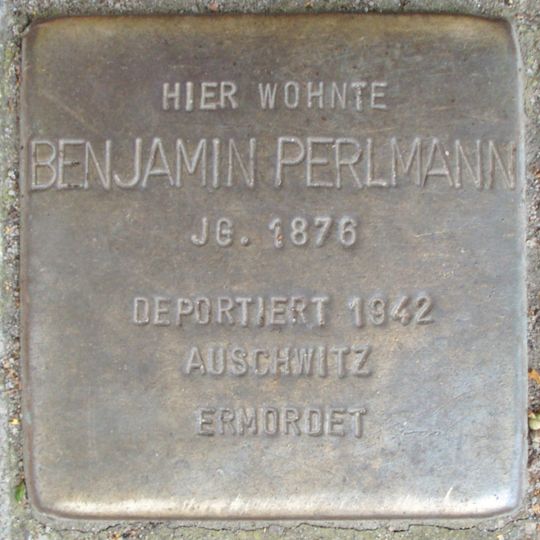 HIER WOHNTE
BENJAMIN PERLMANN
JG. 1876
DEPORTIERT 1942
AUSCHWITZ
ERMORDET